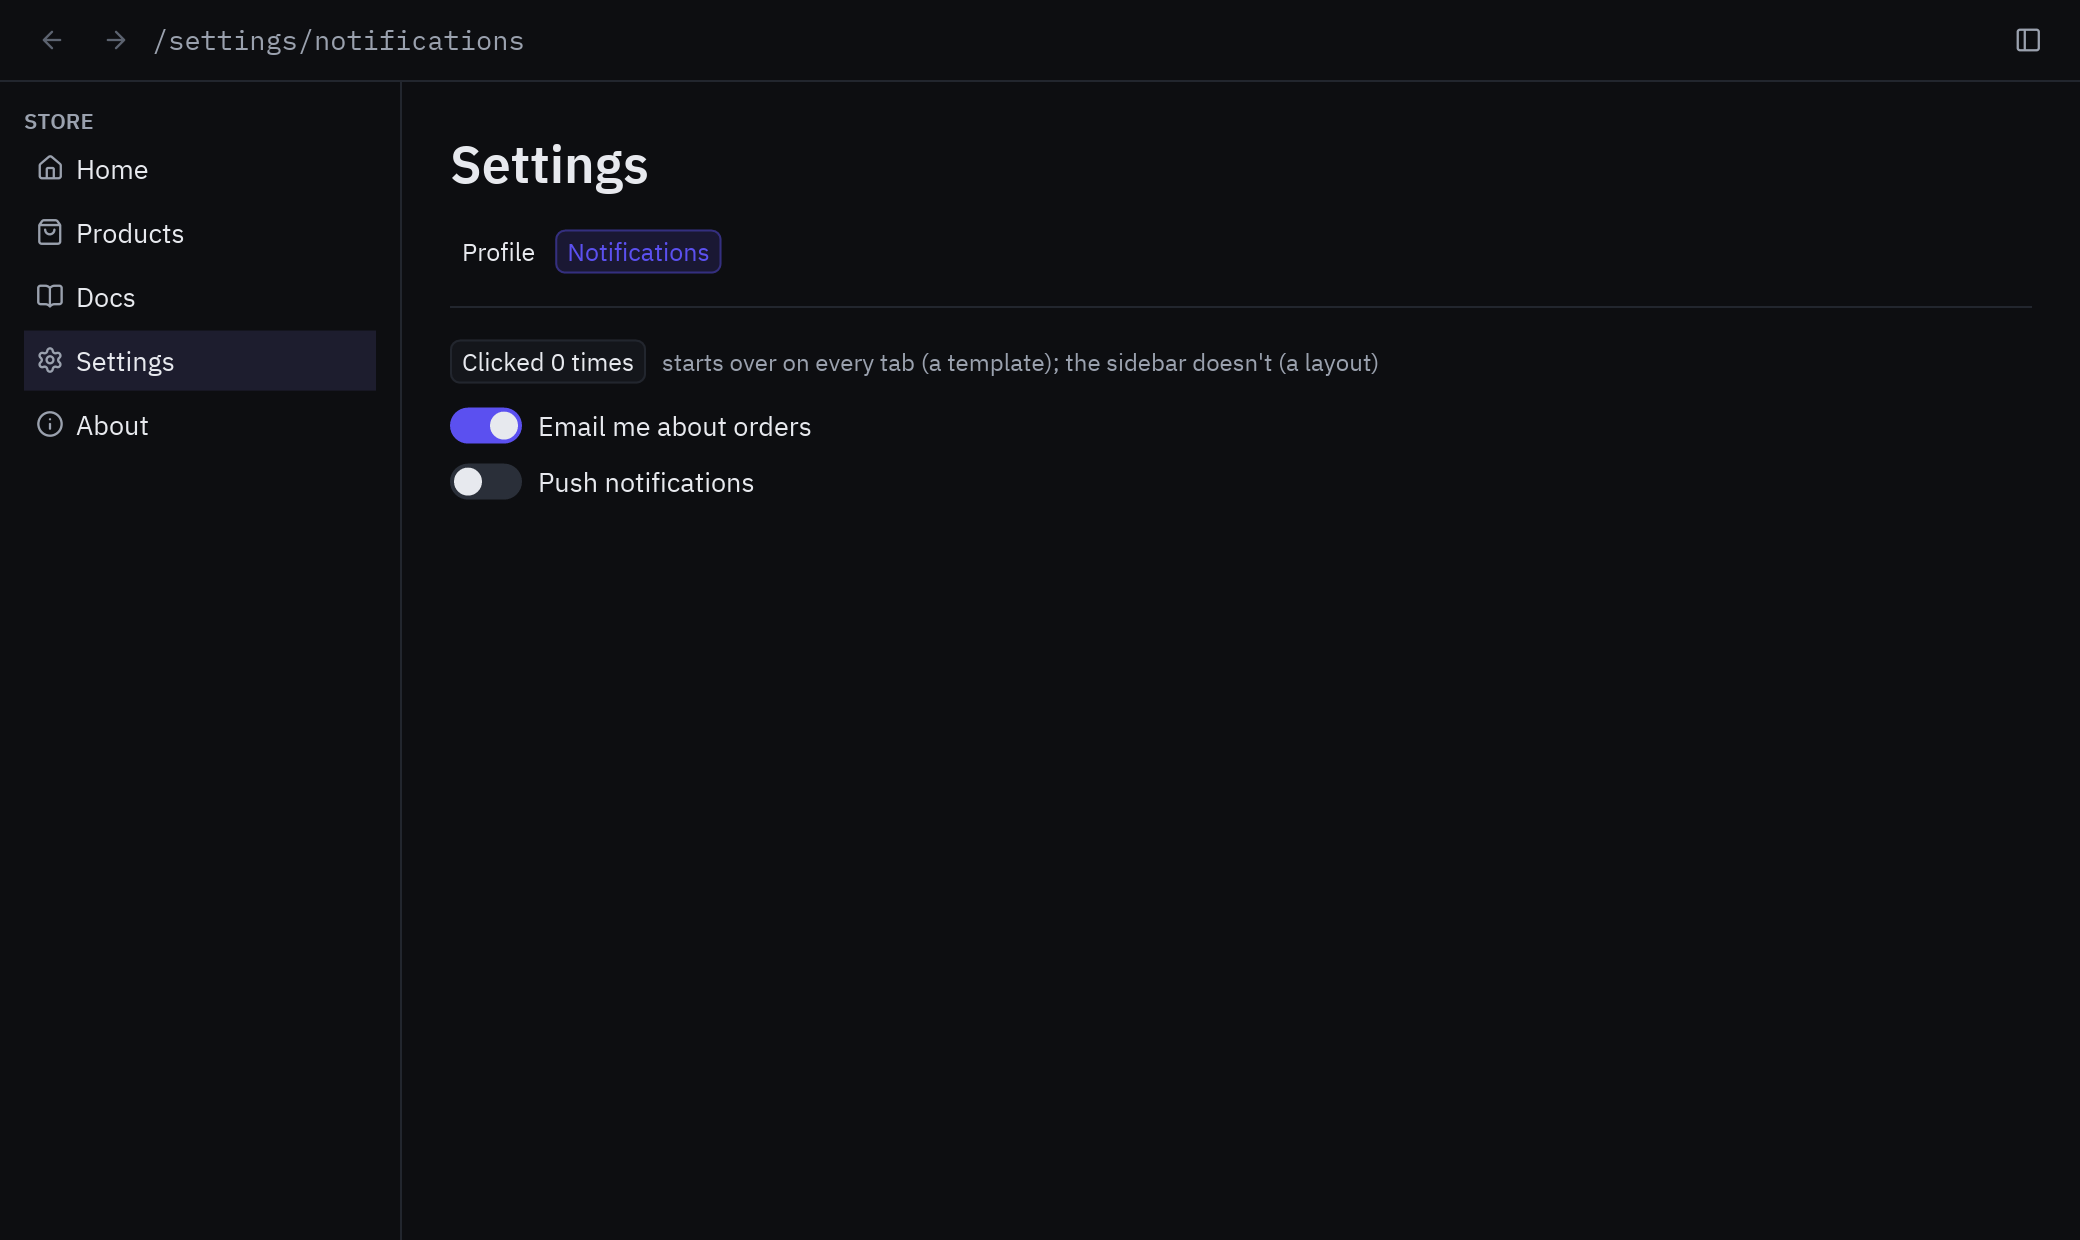 /settings/notifications
STORE
Home
Products
Docs
Settings
About
Settings
Profile Notifications
Clicked 0 times starts over on every tab (a template); the sidebar doesn't (a layout)
Email me about orders
Push notifications